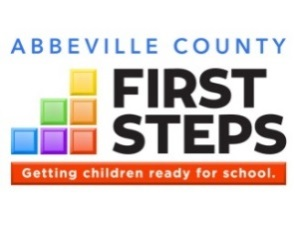 ABBEVILLE COUNTY
FIRST
STEPS
Getting children ready for school.